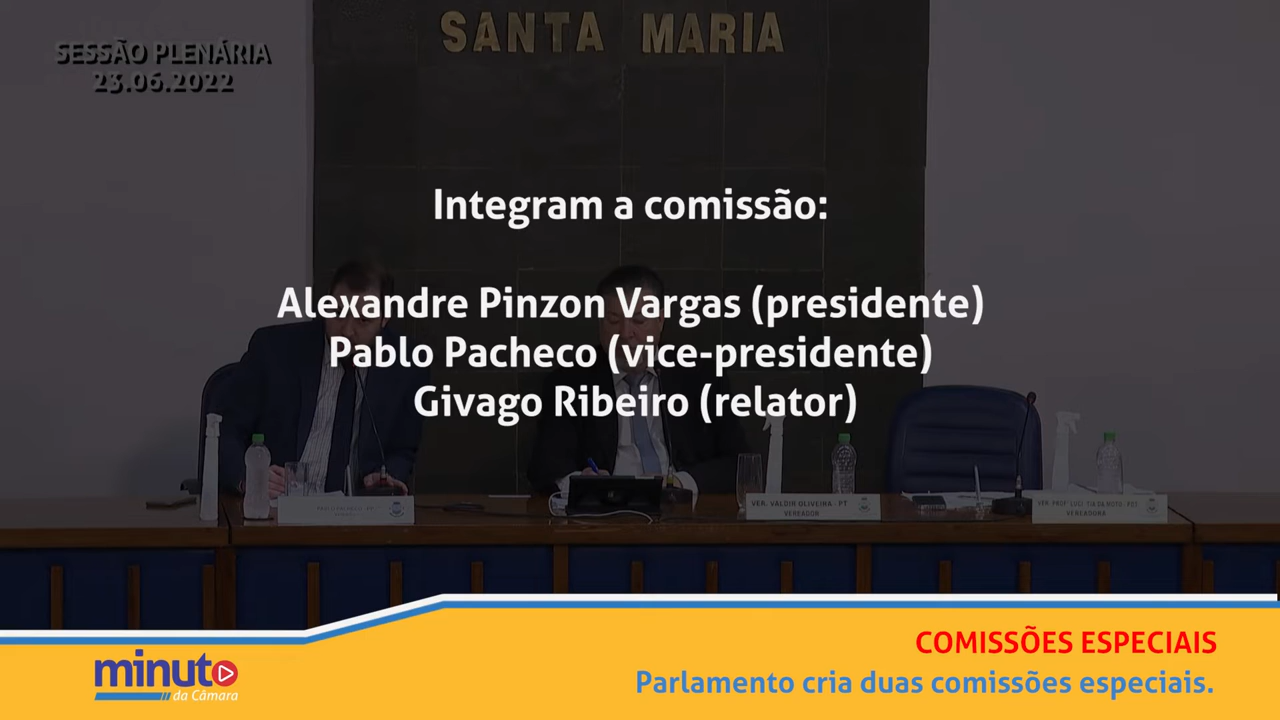 SANTA MARIA
SESSÃO PLENÁRIA
23.06.2022
Integram a comissão:
Alexandre Pinzon Vargas (presidente)
Pablo Pacheco (vice-presidente)
Givago Ribeiro (relator)
VER. VALDIR OLIVEIRA - PT
VEREADOR
VEREADORA
COMISSÕES ESPECIAIS
Parlamento cria duas comissões especiais.
minuto
da Câmara